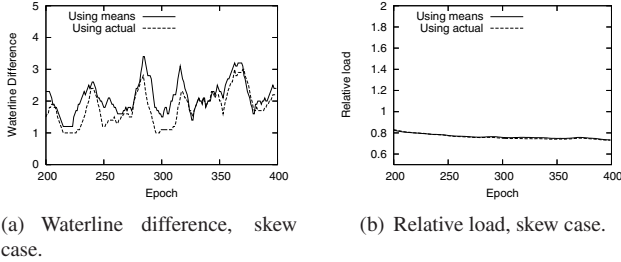 Using means
Using actual
Waterline Difference
5
4
3
2
1
0
200
250
300
350
400
Epoch
(a) Waterline difference, skew
case.
Using means
Using actual
Relative load
2
1.8
1.6
1.4
1.2
1
0.8
0.6
200
250
300
350
400
Epoch
(b) Relative load, skew case.